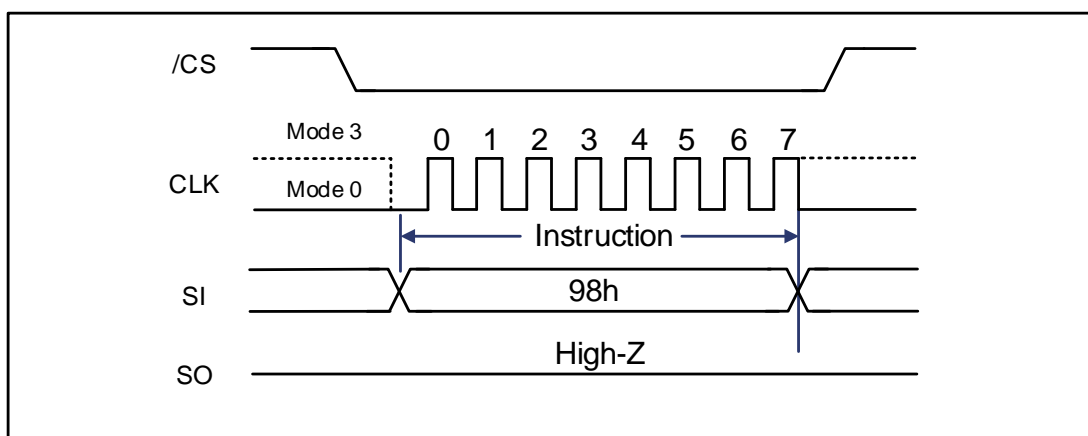 /CS
Mode 3
0 1 2 3 4 5 6 7
CLK
Mode 0
Instruction
SI
98h
High-Z
SO